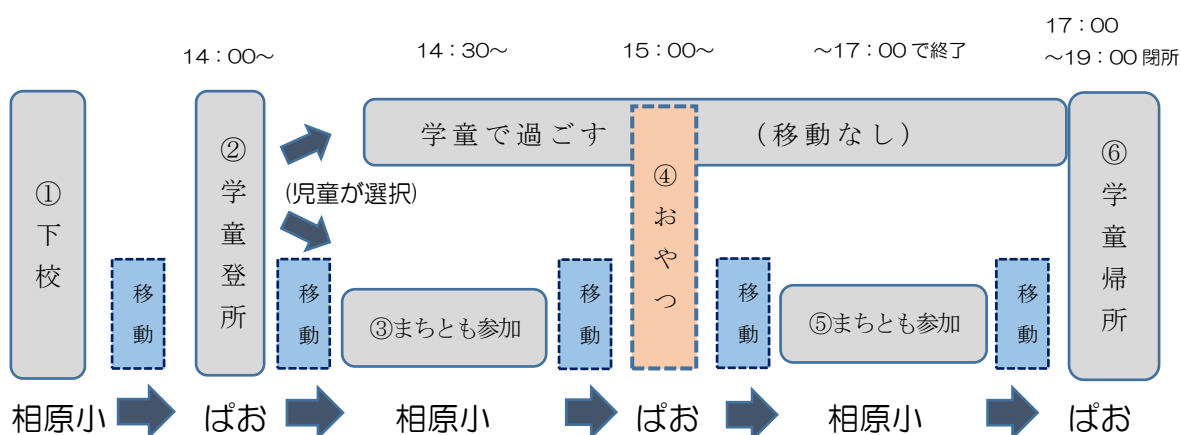 17：00
14：00～
14：30～
15：00～
～17：00で終了
～19：00閉所
①下校
移動
②学童登所
(児童が選択)
移動
学童で過ごす
(移動なし)
③まちとも参加
移動
④おやつ
移動
⑤まちとも参加
移動
⑥学童帰所
相原小
ぱお
相原小
ぱお
相原小
ぱお